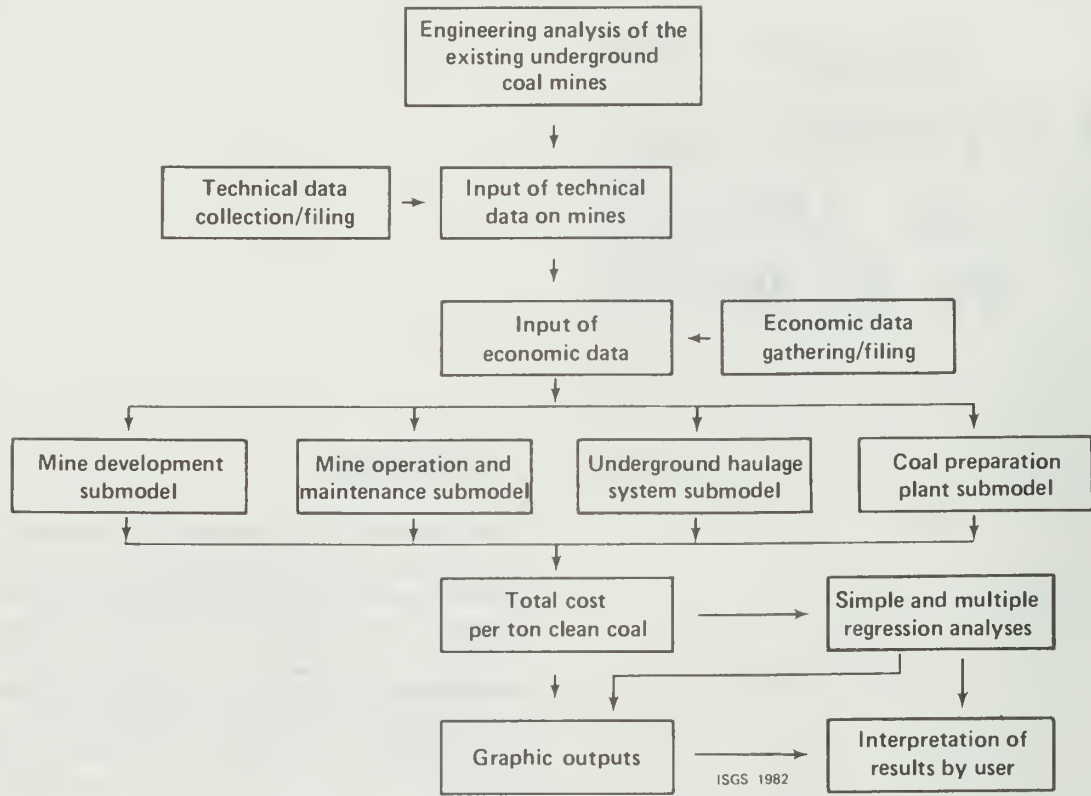 Engineering analysis of the
existing underground
coal mines
Technical data
collection/filing
Input of technical
data on mines
Input of
economic data
Economic data
gathering/filing
Mine development
submodel
Mine operation and
maintenance submodel
Underground haulage
system submodel
Coal preparation
plant submodel
Total cost
per ton clean coal
Simple and multiple
regression analyses
Graphic outputs
Interpretation of
results by user
ISGS 1982